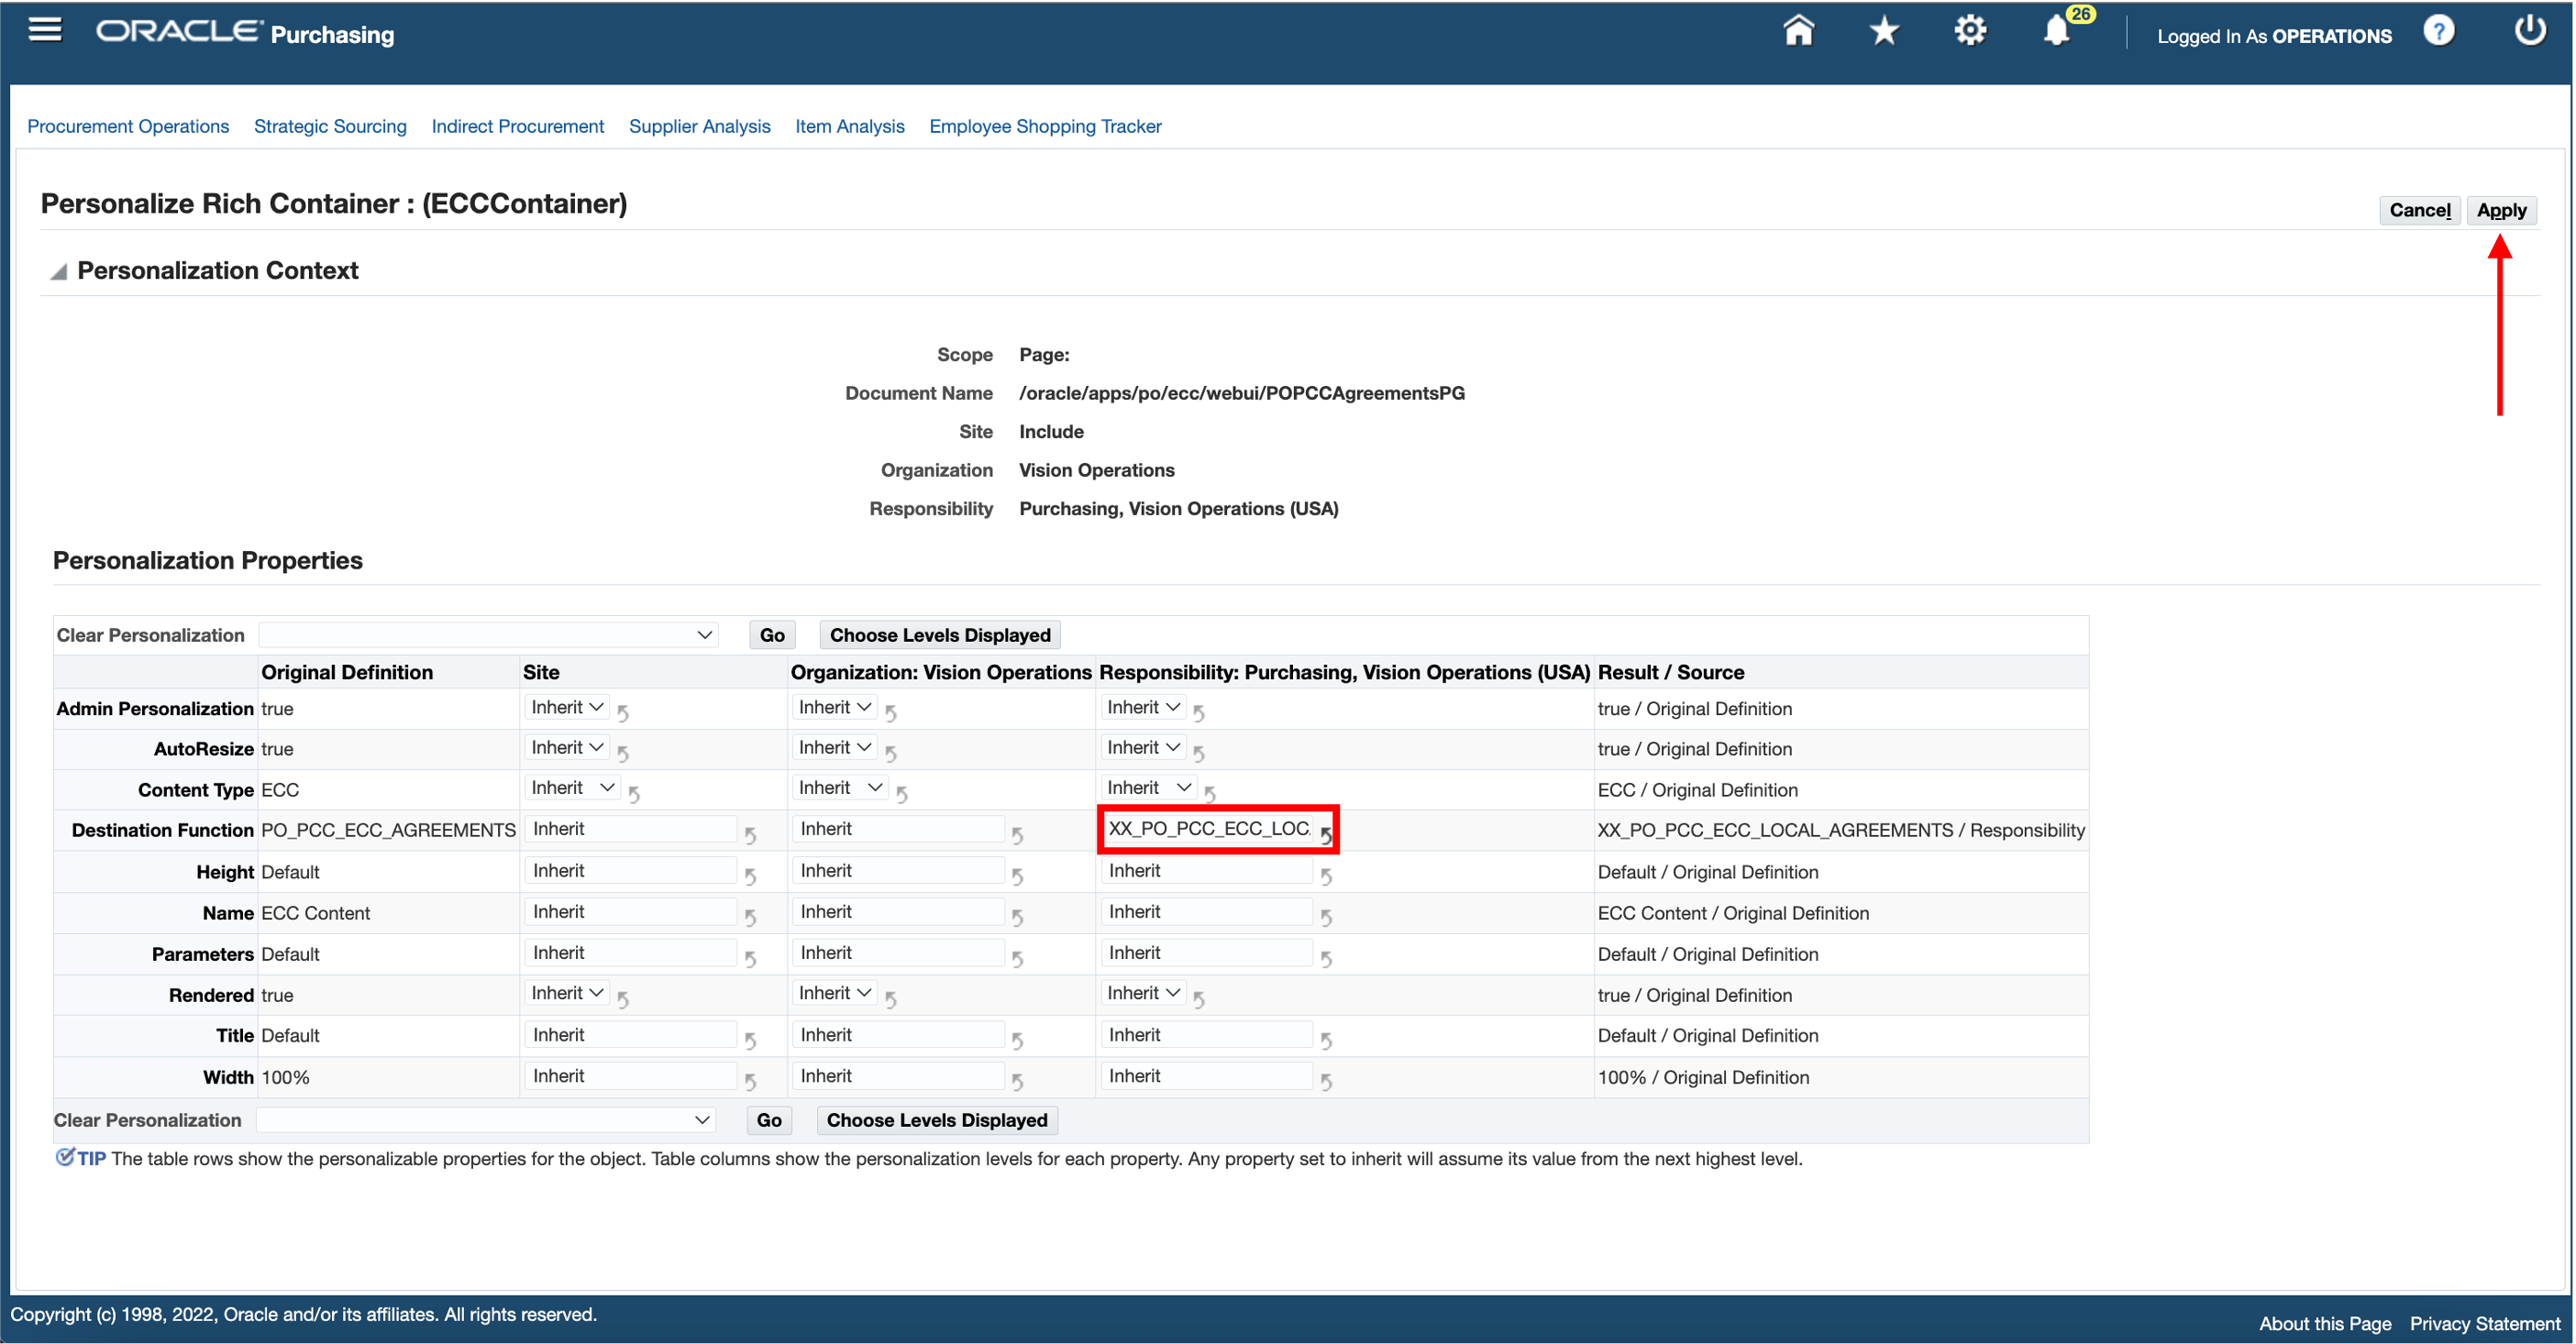 ORACLE Purchasing 26 Logged In As OPERATIONS ?
Procurement Operations Strategic Sourcing Indirect Procurement Supplier Analysis Item Analysis Employee Shopping Tracker
Personalize Rich Container : (ECCContainer)
Cancel Apply
Personalization Context
Scope Page:
Document Name /oracle/apps/po/ecc/webui/POPCCAgreementsPG
Site Include
Organization Vision Operations
Responsibility Purchasing, Vision Operations (USA)
Personalization Properties
Clear Personalization Go Choose Levels Displayed
Original Definition Site Organization: Vision Operations Responsibility: Purchasing, Vision Operations (USA) Result / Source
Admin Personalization true Inherit Inherit Inherit true / Original Definition
AutoResize true Inherit Inherit Inherit true / Original Definition
Content Type ECC Inherit Inherit Inherit ECC / Original Definition
Destination Function PO_PCC_ECC_AGREEMENTS Inherit Inherit XX_PO_PCC_ECC_LOC. XX_PO_PCC_ECC_LOCAL_AGREEMENTS / Responsibility
Height Default Inherit Inherit Inherit Default / Original Definition
Name ECC Content Inherit Inherit Inherit ECC Content / Original Definition
Parameters Default Inherit Inherit Inherit Default / Original Definition
Rendered true Inherit Inherit Inherit true / Original Definition
Title Default Inherit Inherit Inherit Default / Original Definition
Width 100% Inherit Inherit Inherit 100% / Original Definition
Clear Personalization Go Choose Levels Displayed
TIP The table rows show the personalizable properties for the object. Table columns show the personalization levels for each property. Any property set to inherit will assume its value from the next highest level.
Copyright (c) 1998, 2022, Oracle and/or its affiliates. All rights reserved.
About this Page Privacy Statement